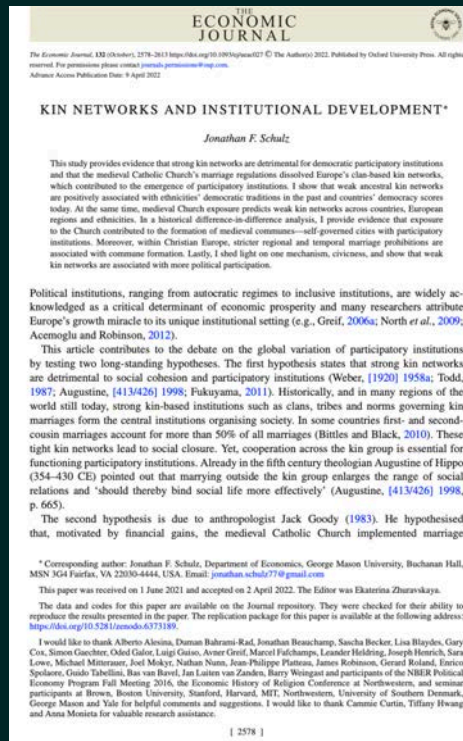 THE
ECONOMIC
JOURNAL
The Economic Journal, 132 (October), 2578–2613 https://doi.org/10.1093/ej/ueac027 © The Author(s) 2022. Published by Oxford University Press. All rights
reserved. For permissions please contact journals.permissions@oup.com.
Advance Access Publication Date: 9 April 2022
KIN NETWORKS AND INSTITUTIONAL DEVELOPMENT*
Jonathan F. Schulz
This study provides evidence that strong kin networks are detrimental for democratic participatory institutions
and that the medieval Catholic Church's marriage regulations dissolved Europe's clan-based kin networks,
which contributed to the emergence of participatory institutions. I show that weak ancestral kin networks
are positively associated with ethnicities' democratic traditions in the past and countries' democracy scores
today. At the same time, medieval Church exposure predicts weak kin networks across countries, European
regions and ethnicities. In a historical difference-in-difference analysis, I provide evidence that exposure
to the Church contributed to the formation of medieval communes—self-governed cities with participatory
institutions. Moreover, within Christian Europe, stricter regional and temporal marriage prohibitions are
associated with commune formation. Lastly, I shed light on one mechanism, civicness, and show that weak
kin networks are associated with more political participation.
Political institutions, ranging from autocratic regimes to inclusive institutions, are widely ac-
knowledged as a critical determinant of economic prosperity and many researchers attribute
Europe's growth miracle to its unique institutional setting (e.g., Greif, 2006a; North et al., 2009;
Acemoglu and Robinson, 2012).
This article contributes to the debate on the global variation of participatory institutions
by testing two long-standing hypotheses. The first hypothesis states that strong kin networks
are detrimental to social cohesion and participatory institutions (Weber, [1920] 1958a; Todd,
1987; Augustine, [413/426] 1998; Fukuyama, 2011). Historically, and in many regions of the
world still today, strong kin-based institutions such as clans, tribes and norms governing kin
marriages form the central institutions organising society. In some countries first- and second-
cousin marriages account for more than 50% of all marriages (Bittles and Black, 2010). These
tight kin networks lead to social closure. Yet, cooperation across the kin group is essential for
functioning participatory institutions. Already in the fifth century theologian Augustine of Hippo
(354–430 CE) pointed out that marrying outside the kin group enlarges the range of social
relations and 'should thereby bind social life more effectively' (Augustine, [413/426] 1998,
p. 665).
The second hypothesis is due to anthropologist Jack Goody (1983). He hypothesised
that, motivated by financial gains, the medieval Catholic Church implemented marriage
* Corresponding author: Jonathan F. Schulz, Department of Economics, George Mason University, Buchanan Hall,
MSN 3G4 Fairfax, VA 22030-4444, USA. Email: jonathan.schulz77@gmail.com
This paper was received on 1 June 2021 and accepted on 2 April 2022. The Editor was Ekaterina Zhuravskaya.
The data and codes for this paper are available on the Journal repository. They were checked for their ability to
reproduce the results presented in the paper. The replication package for this paper is available at the following address:
https://doi.org/10.5281/zenodo.6373189.
I would like to thank Alberto Alesina, Duman Bahrami-Rad, Jonathan Beauchamp, Sascha Becker, Lisa Blaydes, Gary
Cox, Simon Gaechter, Oded Galor, Luigi Guiso, Avner Greif, Marcel Fafchamps, Leander Heldring, Joseph Henrich, Sara
Lowe, Michael Mitterauer, Joel Mokyr, Nathan Nunn, Jean-Philippe Platteau, James Robinson, Gerard Roland, Enrico
Spolaore, Guido Tabellini, Bas van Bavel, Jan Luiten van Zanden, Barry Weingast and participants of the NBER Political
Economy Program Fall Meeting 2016, the Economic History of Religion Conference at Northwestern, and seminar
participants at Brown, Boston University, Stanford, Harvard, MIT, Northwestern, University of Southern Denmark,
George Mason and Yale for helpful comments and suggestions. I would like to thank Cammie Curtin, Tiffany Hwang
and Anna Monieta for valuable research assistance.
[ 2578 ]